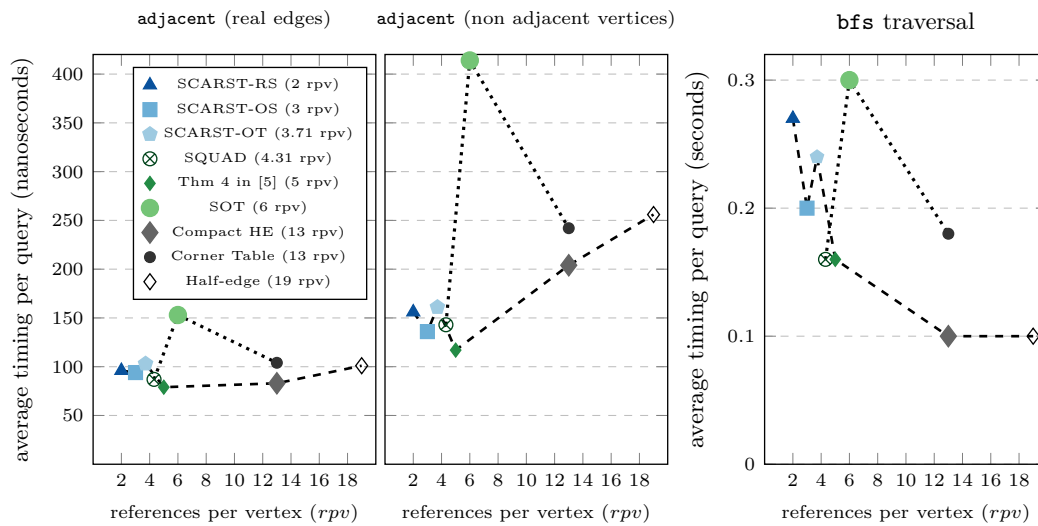 adjacent (real edges)
adjacent (non adjacent vertices)
bfs traversal
average timing per query (nanoseconds)
400
350
300
250
200
150
100
50
SCARST-RS (2 rpv)
SCARST-OS (3 rpv)
SCARST-OT (3.71 rpv)
SQUAD (4.31 rpv)
Thm 4 in [5] (5 rpv)
SOT (6 rpv)
Compact HE (13 rpv)
Corner Table (13 rpv)
Half-edge (19 rpv)
2 4 6 8 10 12 14 16 18
references per vertex (rpv)
2 4 6 8 10 12 14 16 18
references per vertex (rpv)
average timing per query (seconds)
0.3
0.2
0.1
0
2 4 6 8 10 12 14 16 18
references per vertex (rpv)